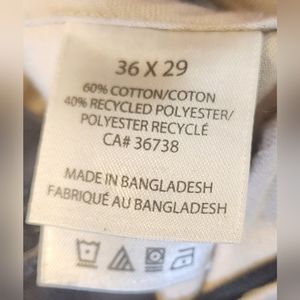 36 X 29
60% COTTON/COTON
40% RECYCLED POLYESTER/
POLYESTER RECYCLÉ
CA# 36738
MADE IN BANGLADESH
FABRIQUÉ AU BANGLADESH